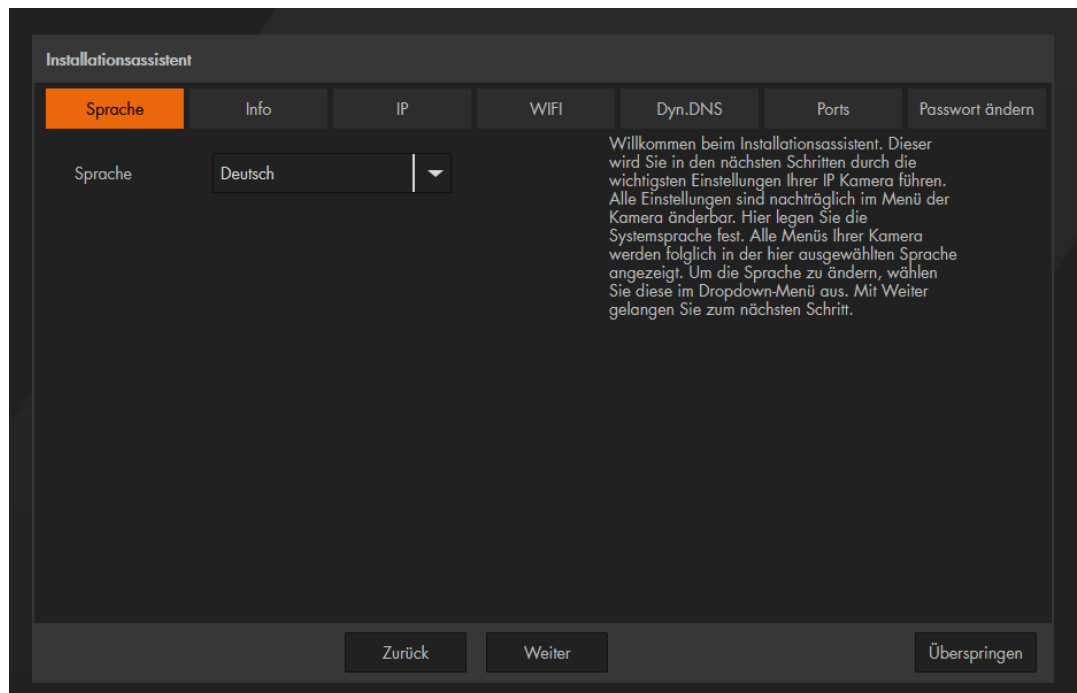 Installationsassistent
Sprache
Info
IP
WIFI
Dyn.DNS
Ports
Passwort ändern
Sprache
Deutsch
Willkommen beim Installationsassistent. Dieser
wird Sie in den nächsten Schritten durch die
wichtigsten Einstellungen Ihrer IP Kamera führen.
Alle Einstellungen sind nachträglich im Menü der
Kamera änderbar. Hier legen Sie die
Systemsprache fest. Alle Menüs Ihrer Kamera
werden folglich in der hier ausgewählten Sprache
angezeigt. Um die Sprache zu ändern, wählen
Sie diese im Dropdown-Menü aus. Mit Weiter
gelangen Sie zum nächsten Schritt.
Zurück
Weiter
Überspringen